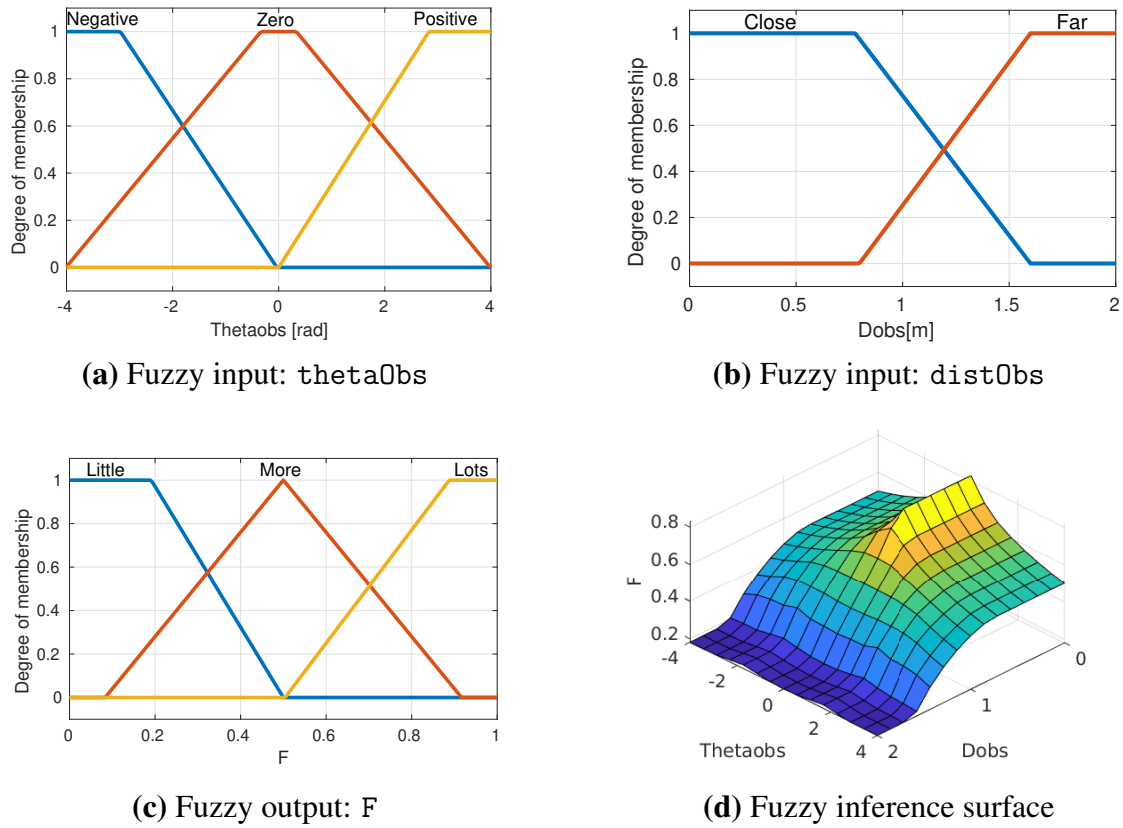 Negative Zero Positive
1
0.8
0.6
0.4
0.2
0
Degree of membership
-4 -2 0 2 4
Thetaobs [rad]
(a) Fuzzy input: thetaObs
Close Far
1
0.8
0.6
0.4
0.2
0
Degree of membership
0 0.5 1 1.5 2
Dobs[m]
(b) Fuzzy input: distObs
Little More Lots
1
0.8
0.6
0.4
0.2
0
Degree of membership
0 0.2 0.4 0.6 0.8 1
F
(c) Fuzzy output: F
0.8
0.6
0.4
0.2
F
-4
-2
0
2
4
Thetaobs
2
1
0
Dobs
(d) Fuzzy inference surface